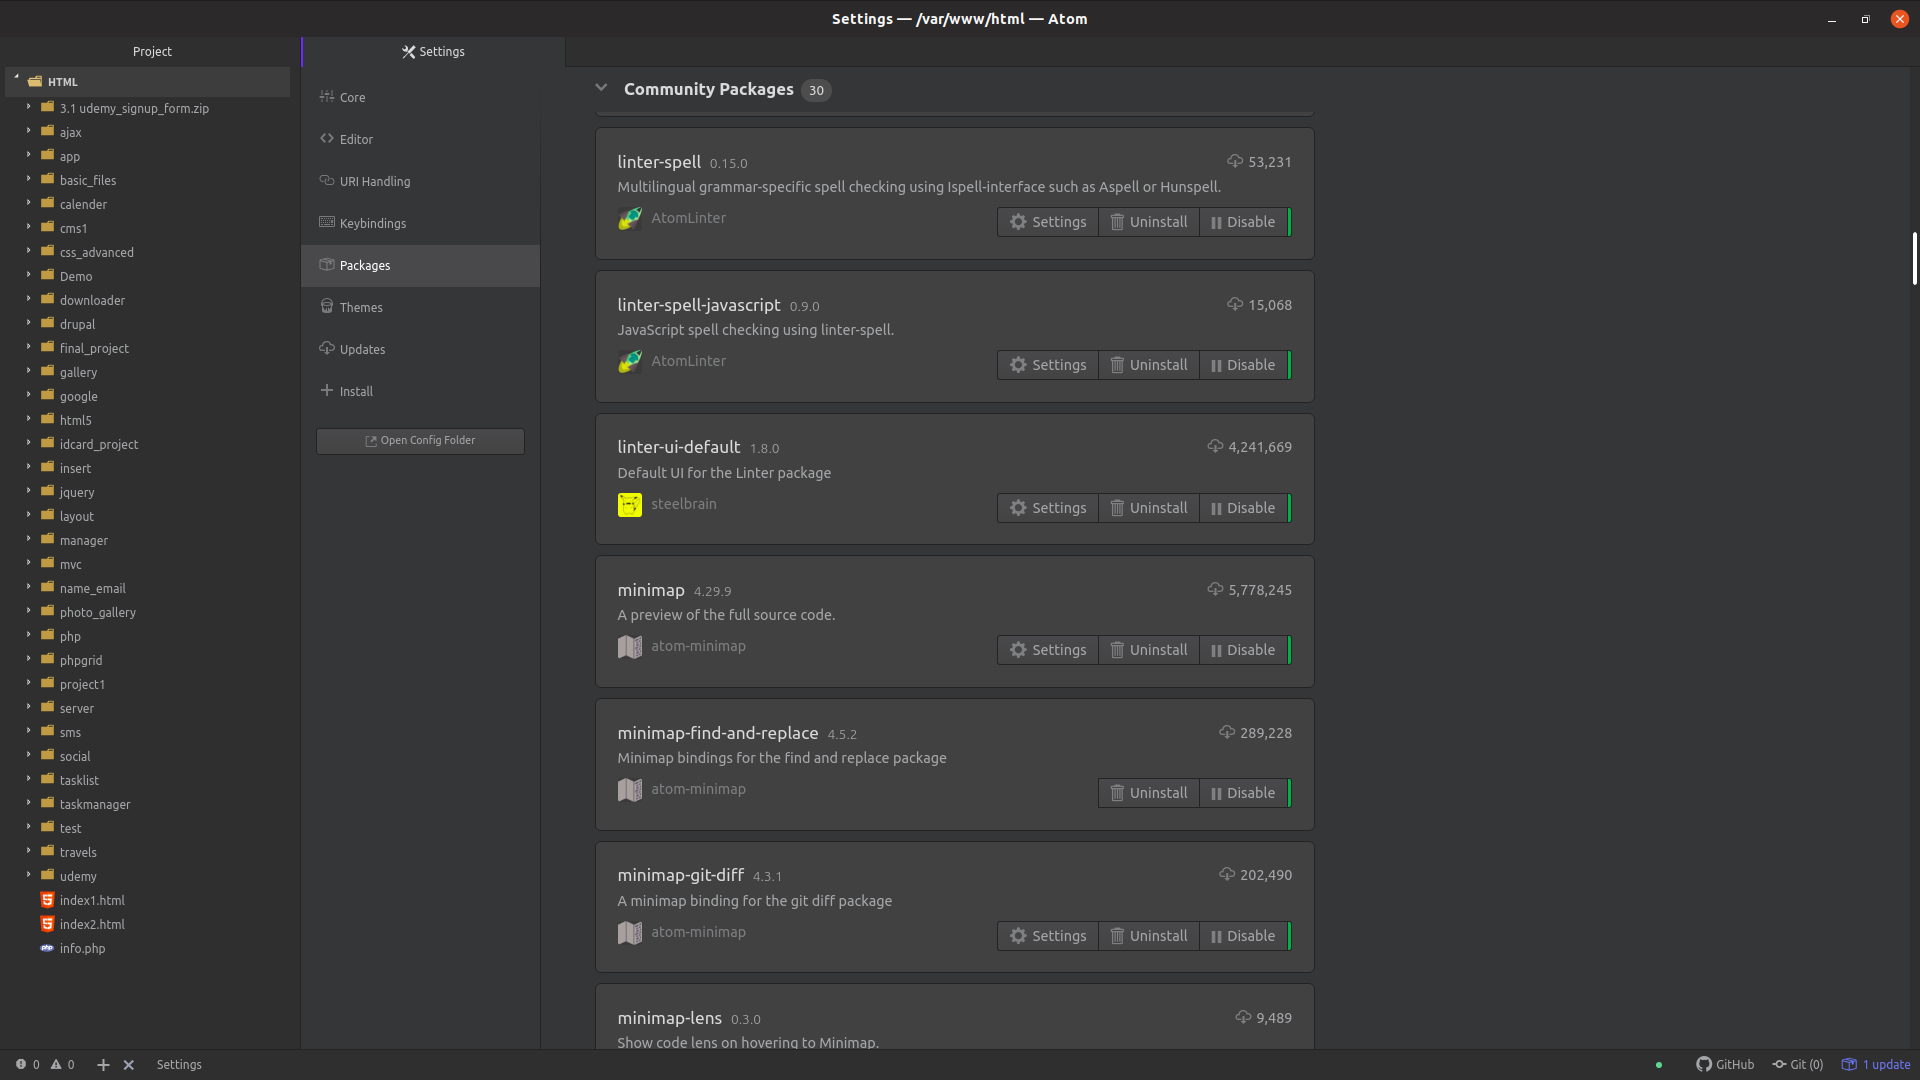 Settings — /var/www/html — Atom
Project
Settings
HTML
3.1 udemy_signup_form.zip
ajax
app
basic_files
calender
cms1
css_advanced
Demo
downloader
drupal
final_project
gallery
google
html5
idcard_project
insert
jquery
layout
manager
mvc
name_email
photo_gallery
php
phpgrid
project1
server
sms
social
tasklist
taskmanager
test
travels
udemy
index1.html
index2.html
info.php
Core
Editor
URI Handling
Keybindings
Packages
Themes
Updates
Install
Open Config Folder
Community Packages 30
linter-spell 0.15.0 53,231
Multilingual grammar-specific spell checking using Ispell-interface such as Aspell or Hunspell.
AtomLinter Settings Uninstall Disable
linter-spell-javascript 0.9.0 15,068
JavaScript spell checking using linter-spell.
AtomLinter Settings Uninstall Disable
linter-ui-default 1.8.0 4,241,669
Default UI for the Linter package
steelbrain Settings Uninstall Disable
minimap 4.29.9 5,778,245
A preview of the full source code.
atom-minimap Settings Uninstall Disable
minimap-find-and-replace 4.5.2 289,228
Minimap bindings for the find and replace package
atom-minimap Uninstall Disable
minimap-git-diff 4.3.1 202,490
A minimap binding for the git diff package
atom-minimap Settings Uninstall Disable
minimap-lens 0.3.0 9,489
Show code lens on hovering to Minimap.
0 0 Settings GitHub Git (0) 1 update